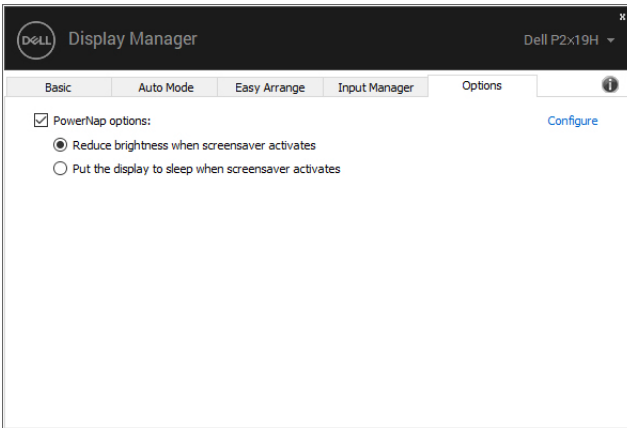 x
DELL Display Manager Dell P2x19H
Basic Auto Mode Easy Arrange Input Manager Options i
PowerNap options: Configure
Reduce brightness when screensaver activates
Put the display to sleep when screensaver activates